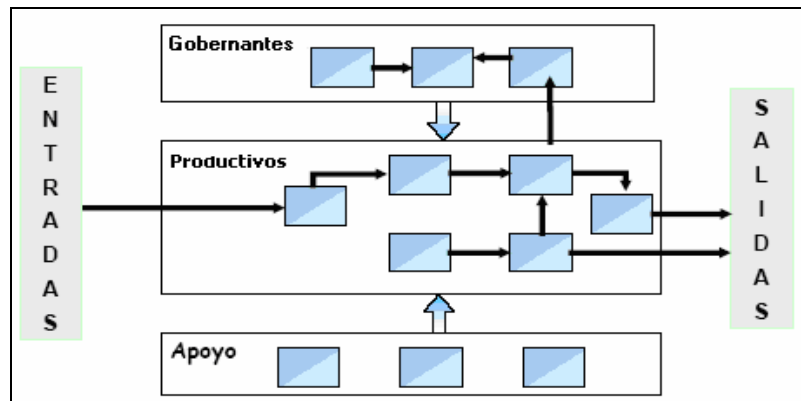 Gobernantes
ENTRADAS
Productivos
SALIDAS
Apoyo